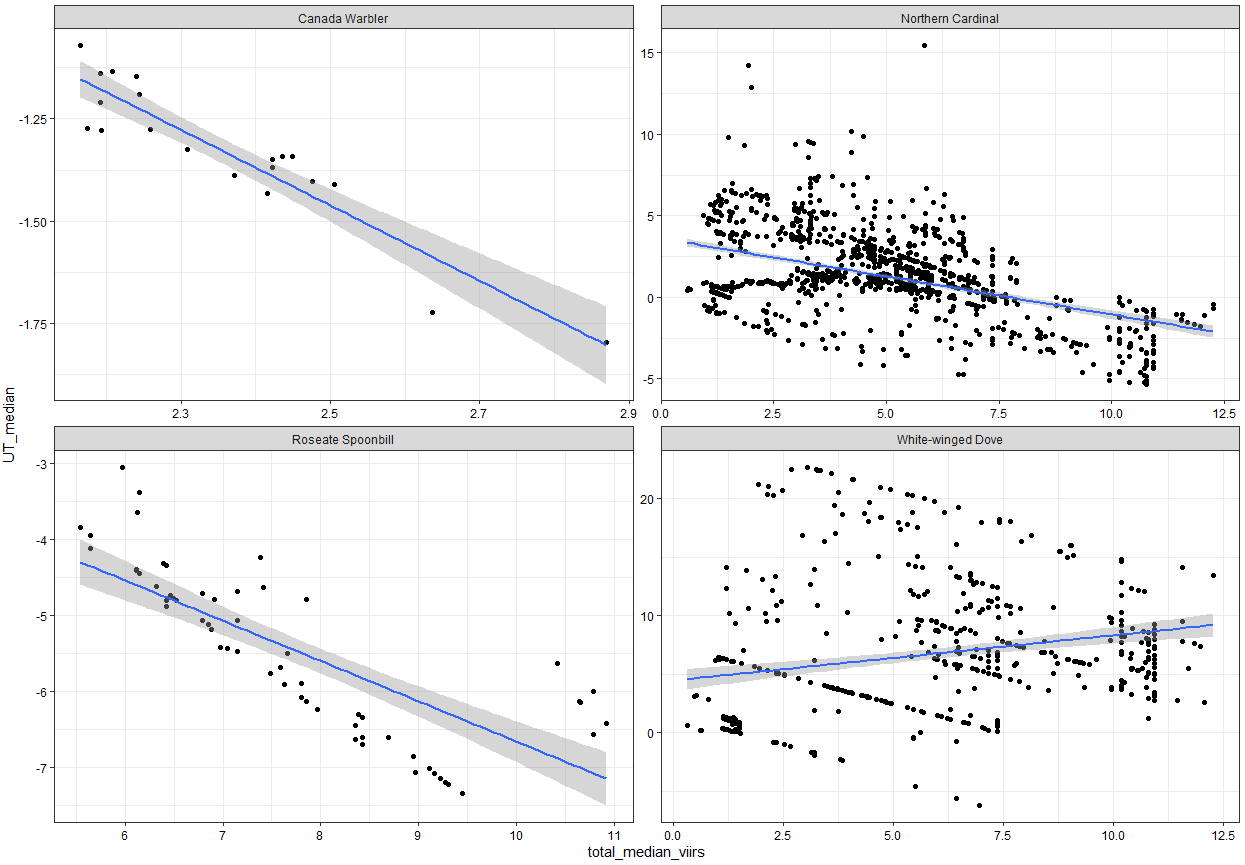 Canada Warbler
Northern Cardinal
-1.25
-1.50
-1.75
2.3 2.5 2.7 2.9
15
10
5
0
-5
0.0 2.5 5.0 7.5 10.0 12.5
UT_median
Roseate Spoonbill
White-winged Dove
-3
-4
-5
-6
-7
6 7 8 9 10 11
20
10
0
0.0 2.5 5.0 7.5 10.0 12.5
total_median_viirs